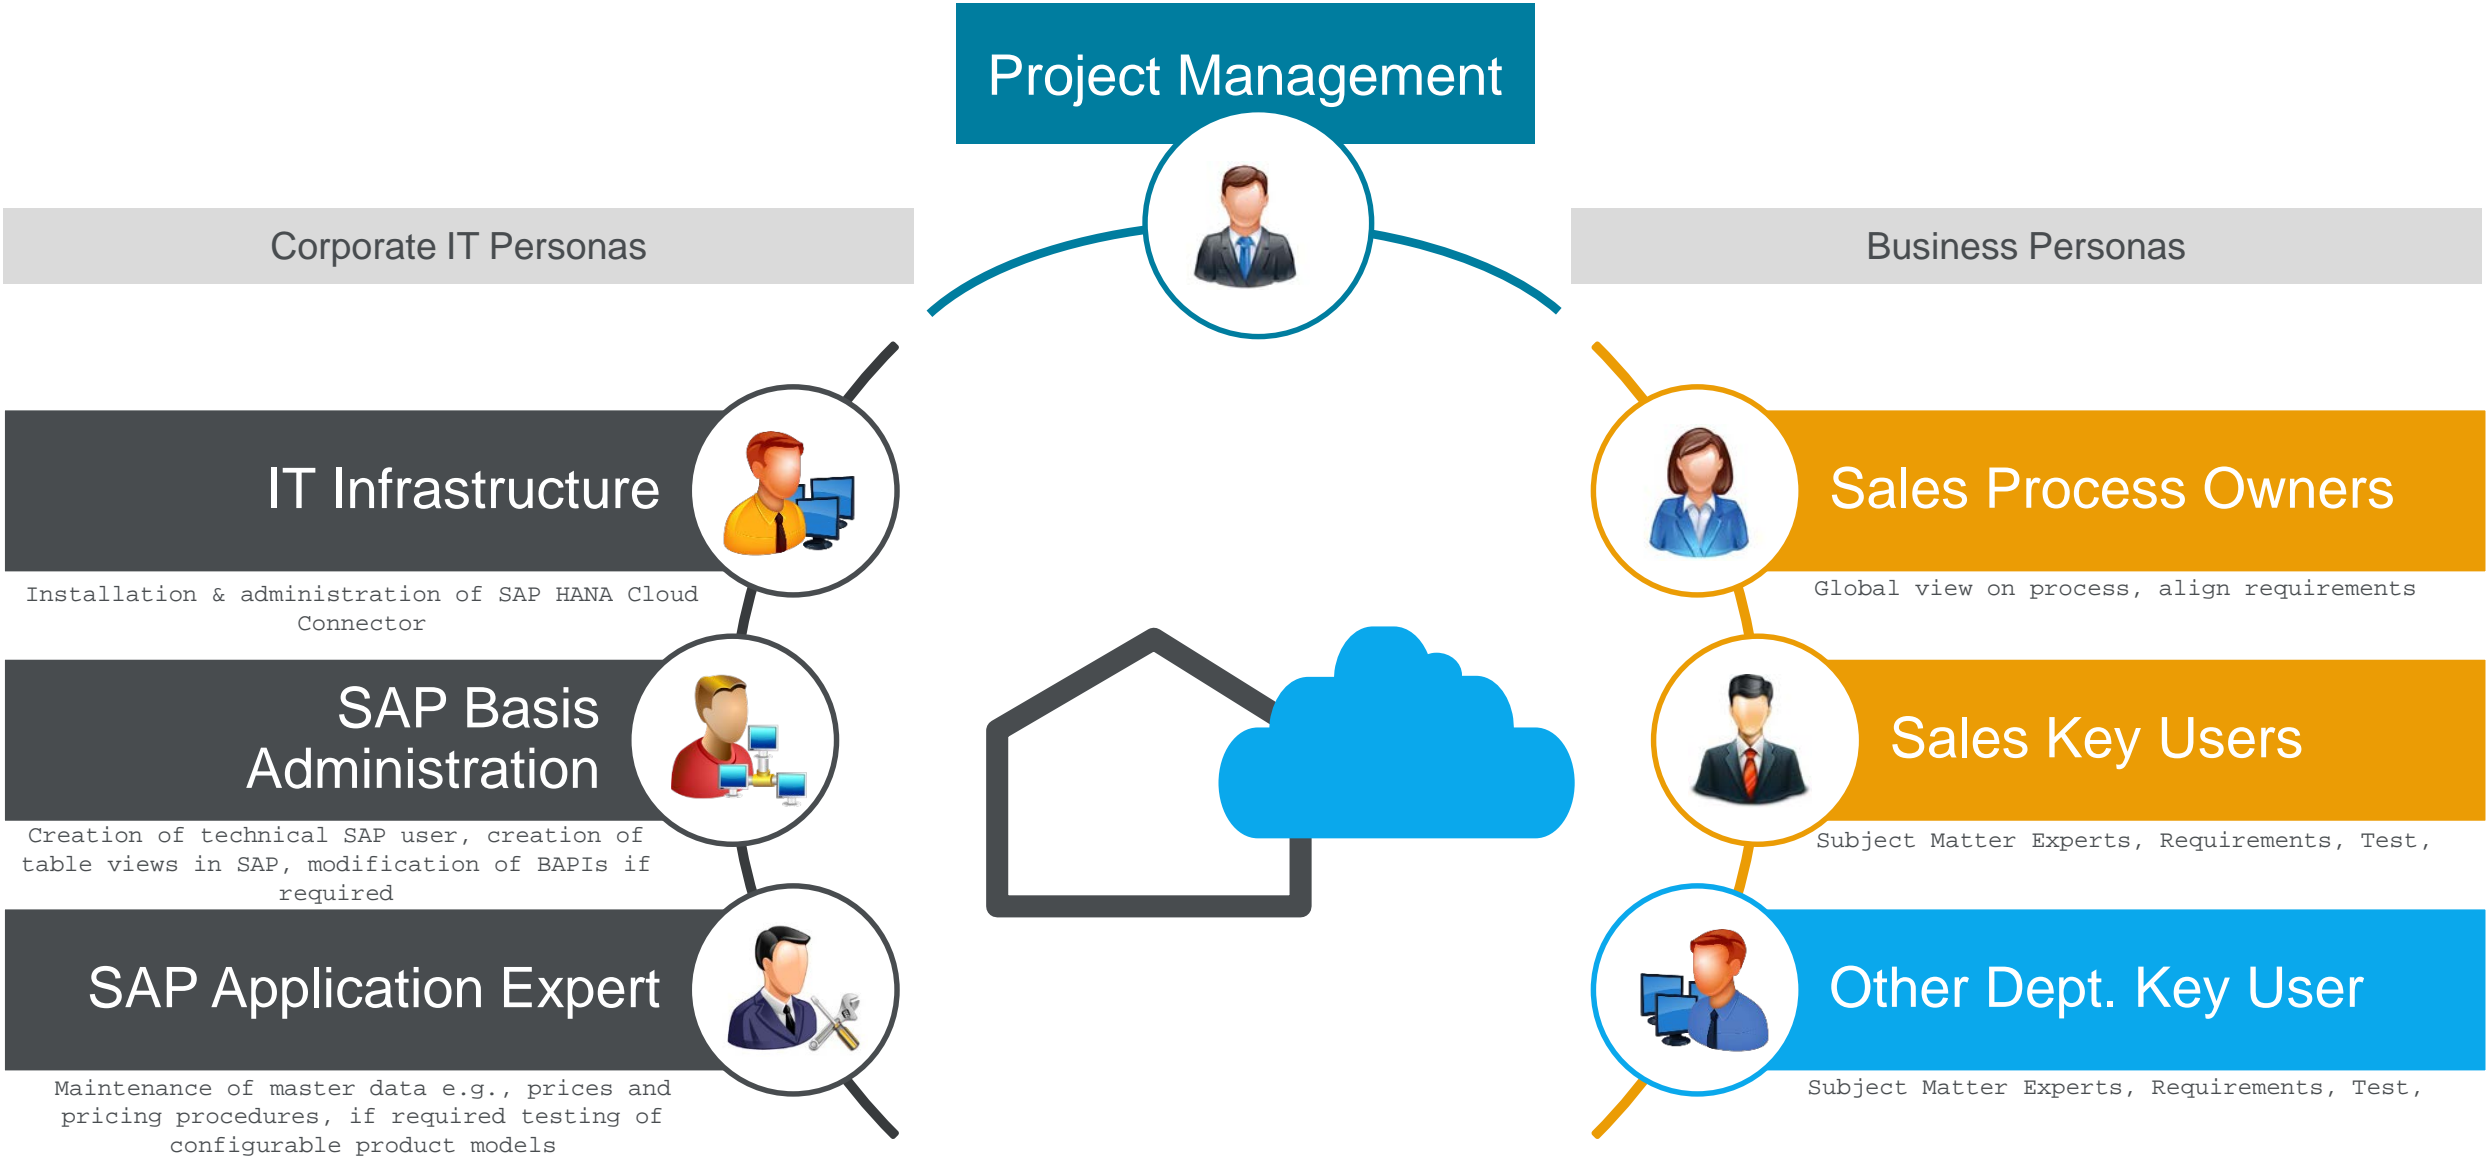 Project Management
Corporate IT Personas
Business Personas
IT Infrastructure
Installation & administration of SAP HANA Cloud
Connector
SAP Basis
Administration
Creation of technical SAP user, creation of
table views in SAP, modification of BAPIs if
required
SAP Application Expert
Maintenance of master data e.g., prices and
pricing procedures, if required testing of
configurable product models
Sales Process Owners
Global view on process, align requirements
Sales Key Users
Subject Matter Experts, Requirements, Test,
Other Dept. Key User
Subject Matter Experts, Requirements, Test,